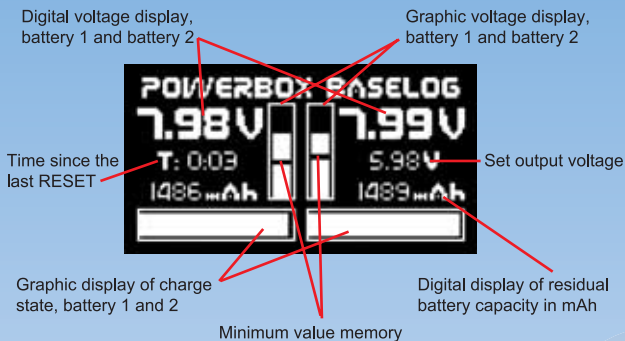 Digital voltage display,
battery 1 and battery 2
Graphic voltage display,
battery 1 and battery 2
POWERBOX BASELOG
7.98V
7.99V
Time since the
last RESET
T: 0:03
5.98V
Set output voltage
1486mAh
1489mAh
Graphic display of charge
state, battery 1 and 2
Digital display of residual
battery capacity in mAh
Minimum value memory